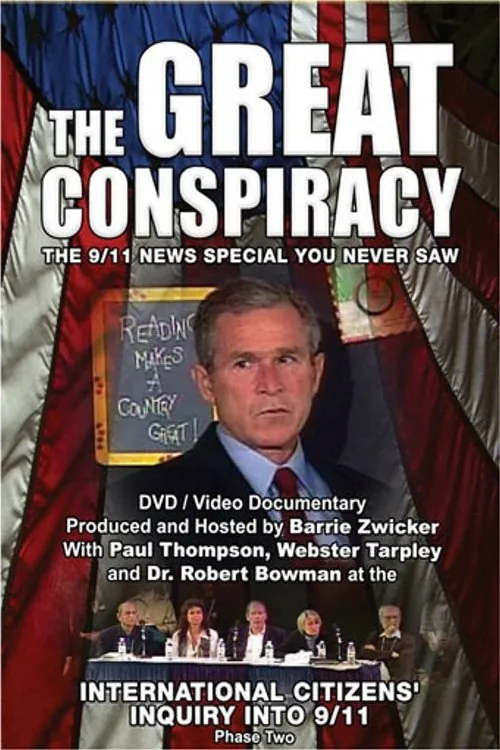 THE GREAT
CONSPIRACY
THE 9/11 NEWS SPECIAL YOU NEVER SAW
READING
MAKES
A
COUNTRY
GREAT!
DVD / Video Documentary
Produced and Hosted by Barrie Zwicker
With Paul Thompson, Webster Tarpley
and Dr. Robert Bowman at the
INTERNATIONAL CITIZENS'
INQUIRY INTO 9/11
Phase Two